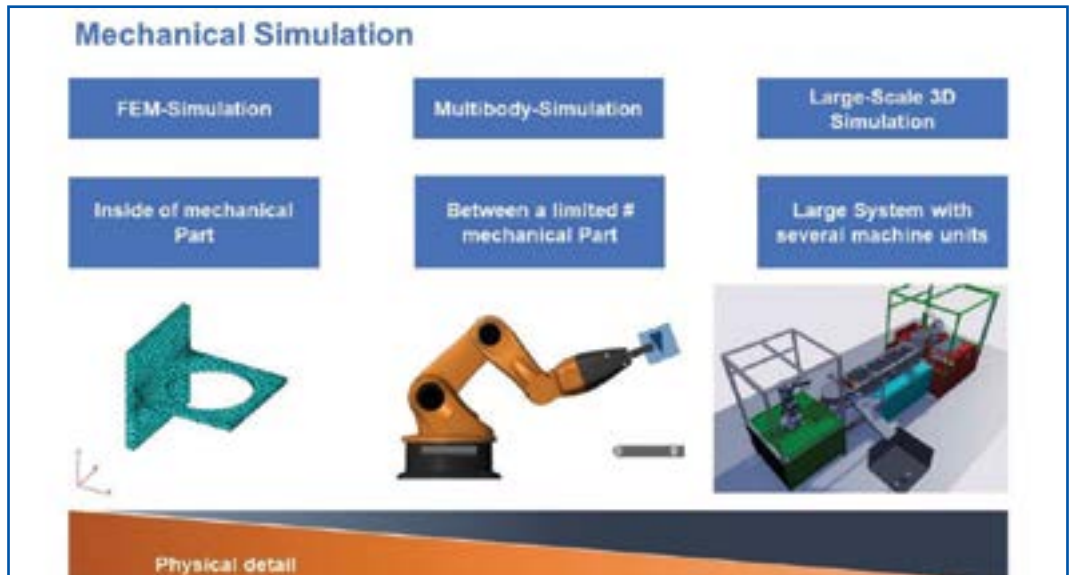 Mechanical Simulation
FEM-Simulation
Multibody-Simulation
Large-Scale 3D
Simulation
Inside of mechanical
Part
Between a limited #
mechanical Part
Large System with
several machine units
Physical detail